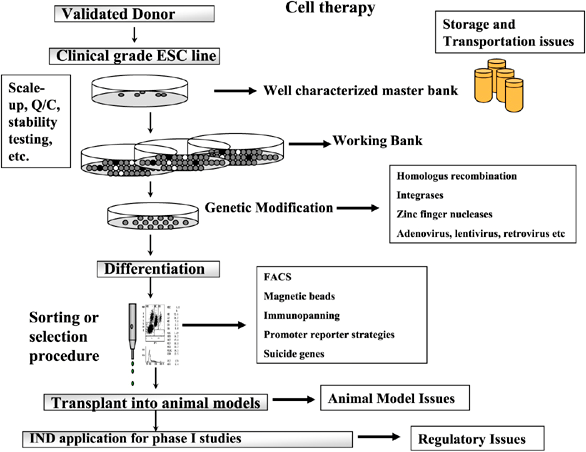 Cell therapy
Validated Donor
Storage and
Transportation issues
Clinical grade ESC line
Scale-
up, Q/C,
stability
testing,
etc.
Well characterized master bank
Working Bank
Genetic Modification
Homologus recombination
Integrases
Zinc finger nucleases
Adenovirus, lentivirus, retrovirus etc
Differentiation
Sorting or
selection
procedure
FACS
Magnetic beads
Immunopanning
Promoter reporter strategies
Suicide genes
Transplant into animal models
Animal Model Issues
IND application for phase I studies
Regulatory Issues